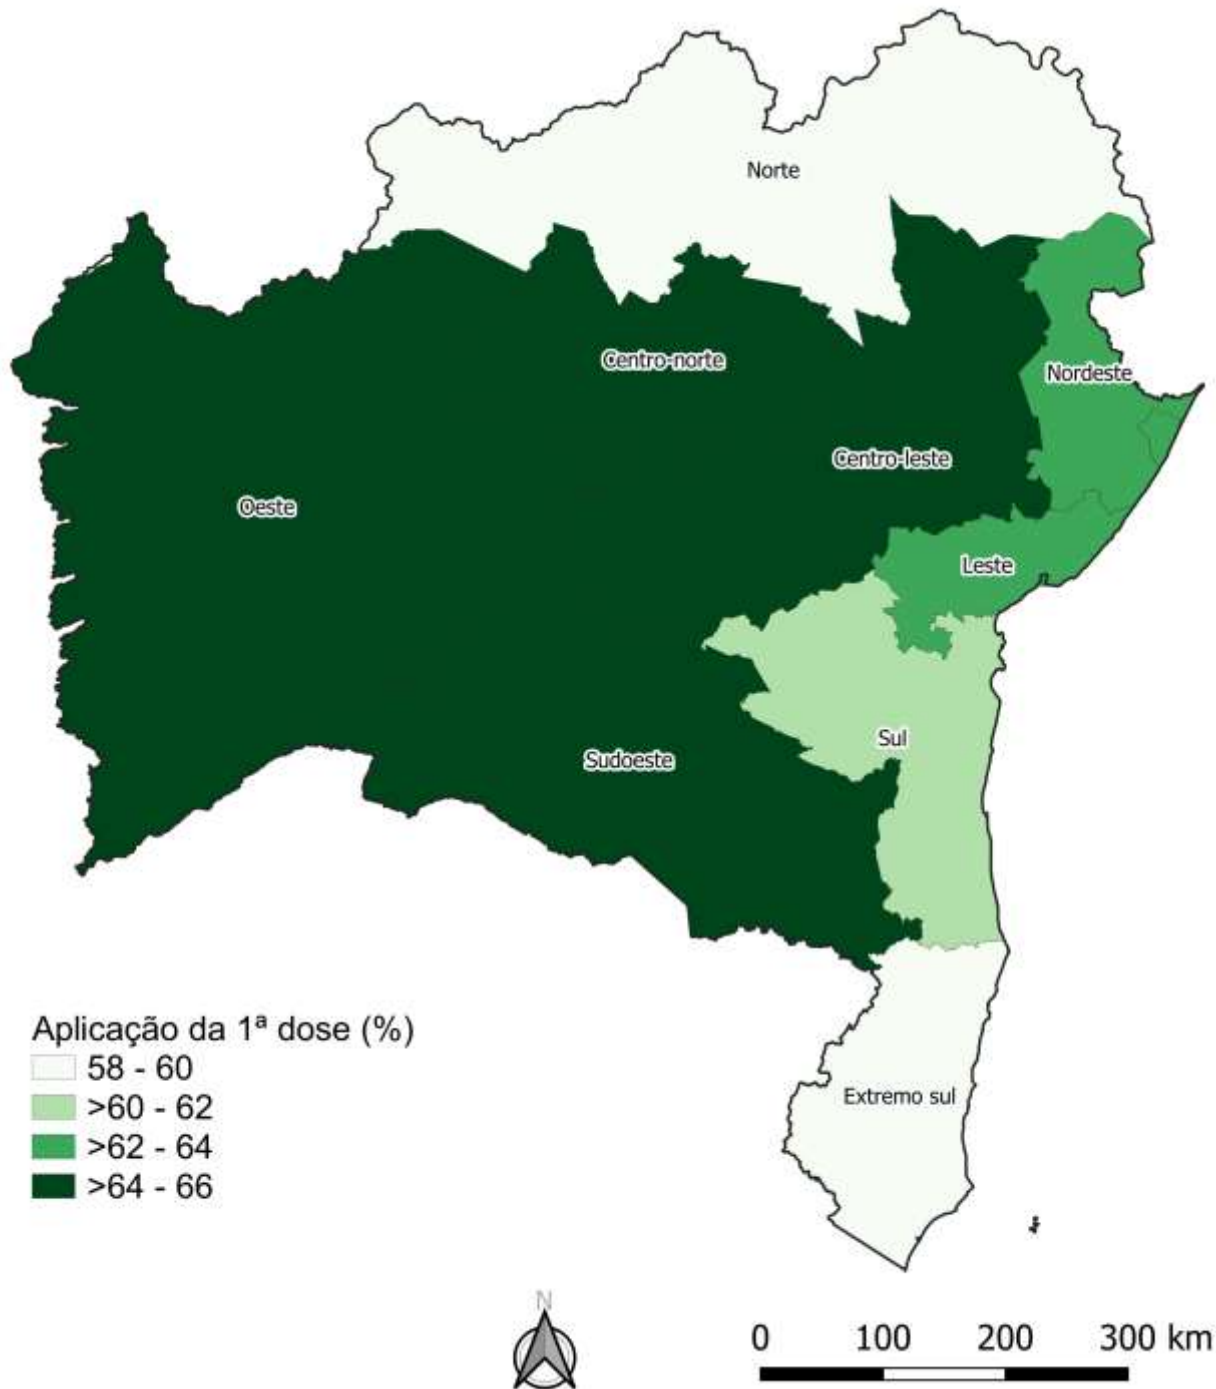 Norte
Centro-norte
Nordeste
Centro-leste
Oeste
Leste
Sul
Sudoeste
Aplicação da 1ª dose (%)
58 - 60
>60 - 62
>62 - 64
>64 - 66
Extremo sul
N
0 100 200 300 km